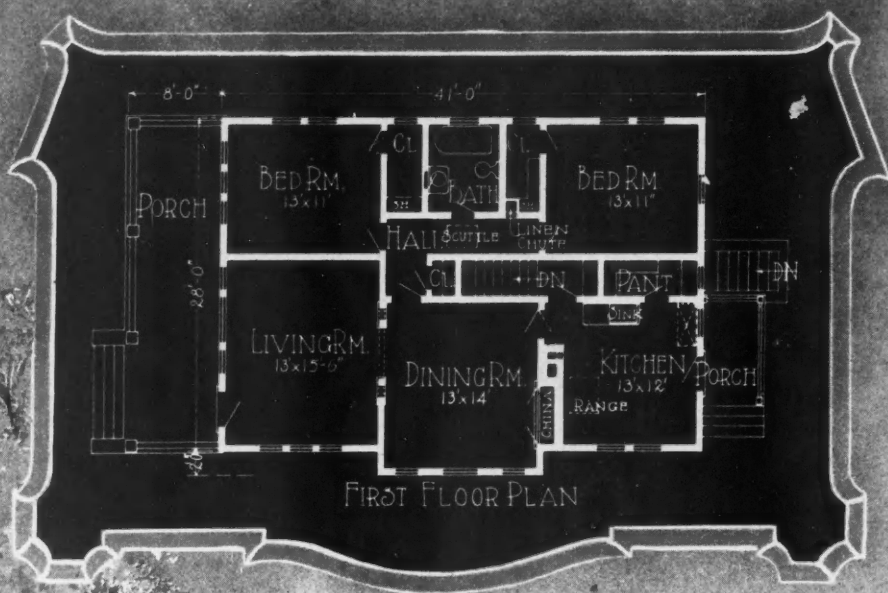 8'-0"
41'-0"
CL.
CL.
BED RM.
13'x11'
BATH
BED RM.
13'x11"
PORCH
SH
HALL
SCUTTLE
LINEN
CHUTE
28'-0"
CL.
DN
PANT.
DN
SINK
LIVING RM.
13'x15'-6"
DINING RM.
13'x14'
KITCHEN
13'x12'
PORCH
RANGE
CHINA
2'0"
FIRST FLOOR PLAN